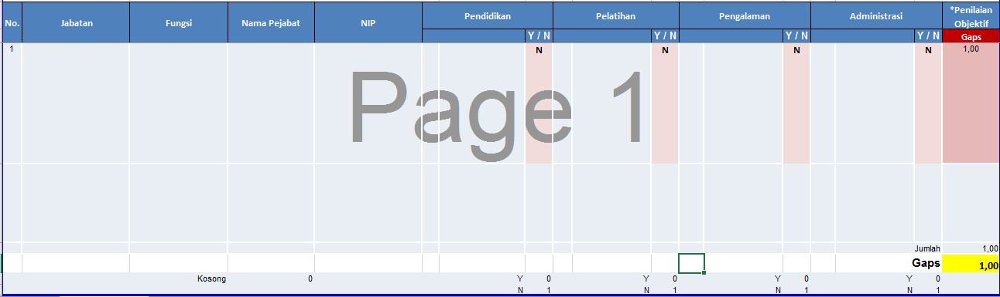 No. Jabatan Fungsi Nama Pejabat NIP Pendidikan Pelatihan Pengalaman Administrasi *Penilaian Objektif
Y / N Y / N Y / N Y / N Gaps
1 N N N N 1,00
Page 1
Jumlah 1,00
Gaps 1,00
Kosong 0 Y 0 Y 0 Y 0 Y 0
N 1 N 1 N 1 N 1